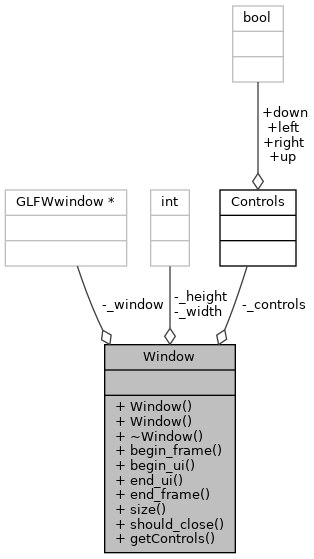 bool
+down
+left
+right
+up
GLFWwindow *
int
Controls
-_window
-_height
-_width
-_controls
Window
+ Window()
+ Window()
+ ~Window()
+ begin_frame()
+ begin_ui()
+ end_ui()
+ end_frame()
+ size()
+ should_close()
+ getControls()